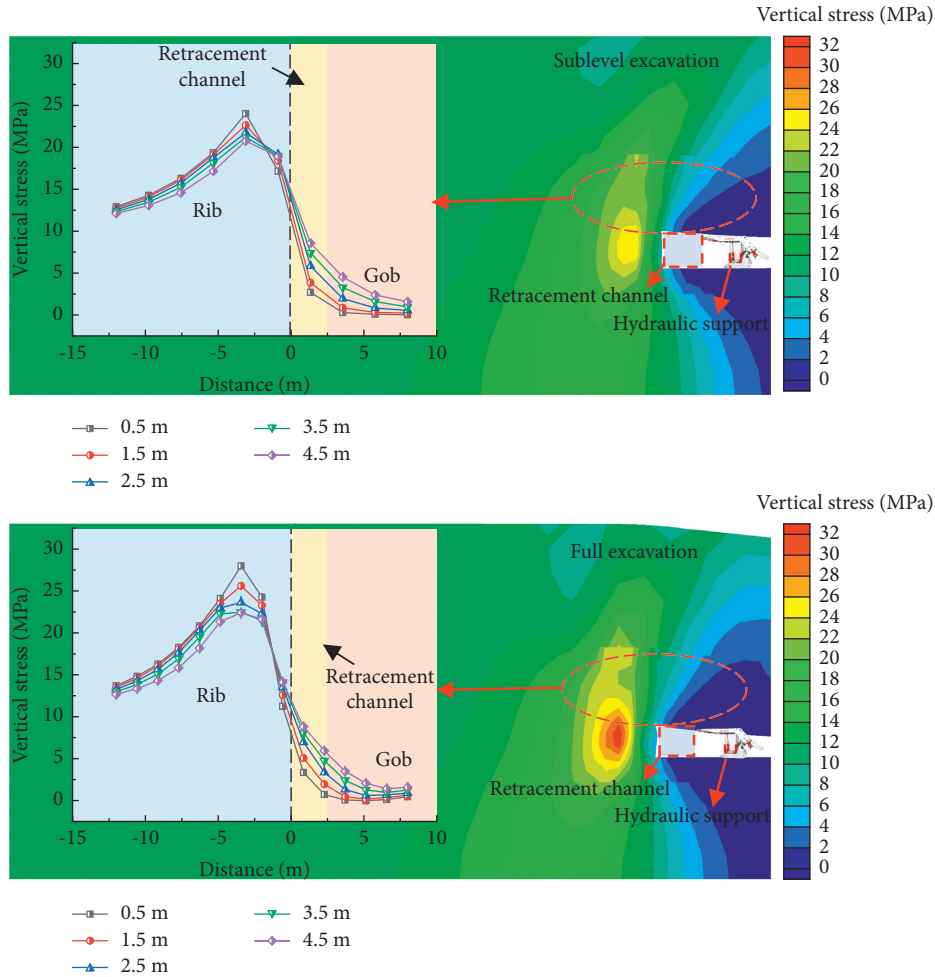 Vertical stress (MPa)
Retracement
channel
Sublevel excavation
30
25
20
15
10
5
0
Vertical stress (MPa)
Rib
Gob
Retracement channel
Hydraulic support
-15
-10
-5
0
5
10
Distance (m)
32
30
28
26
24
22
20
18
16
14
12
10
8
6
4
2
0
0.5 m
1.5 m
2.5 m
3.5 m
4.5 m
Vertical stress (MPa)
Full excavation
30
25
20
15
10
5
0
Vertical stress (MPa)
Rib
Retracement
channel
Gob
Retracement channel
Hydraulic support
-15
-10
-5
0
5
10
Distance (m)
32
30
28
26
24
22
20
18
16
14
12
10
8
6
4
2
0
0.5 m
1.5 m
2.5 m
3.5 m
4.5 m